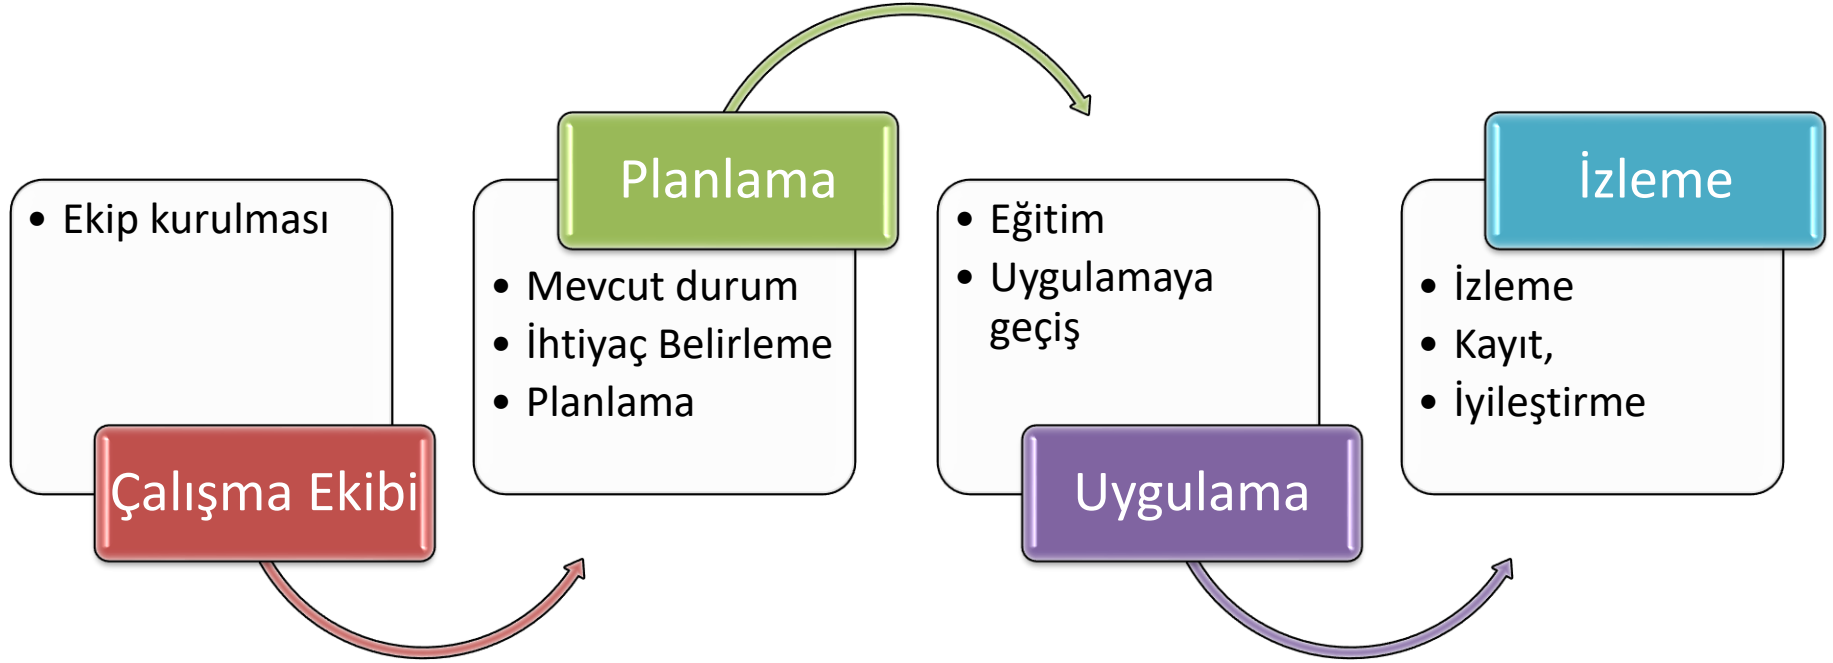 • Ekip kurulması
Çalışma Ekibi
Planlama
• Mevcut durum
• İhtiyaç Belirleme
• Planlama
• Eğitim
• Uygulamaya
geçiş
Uygulama
İzleme
• İzleme
• Kayıt,
• İyileştirme